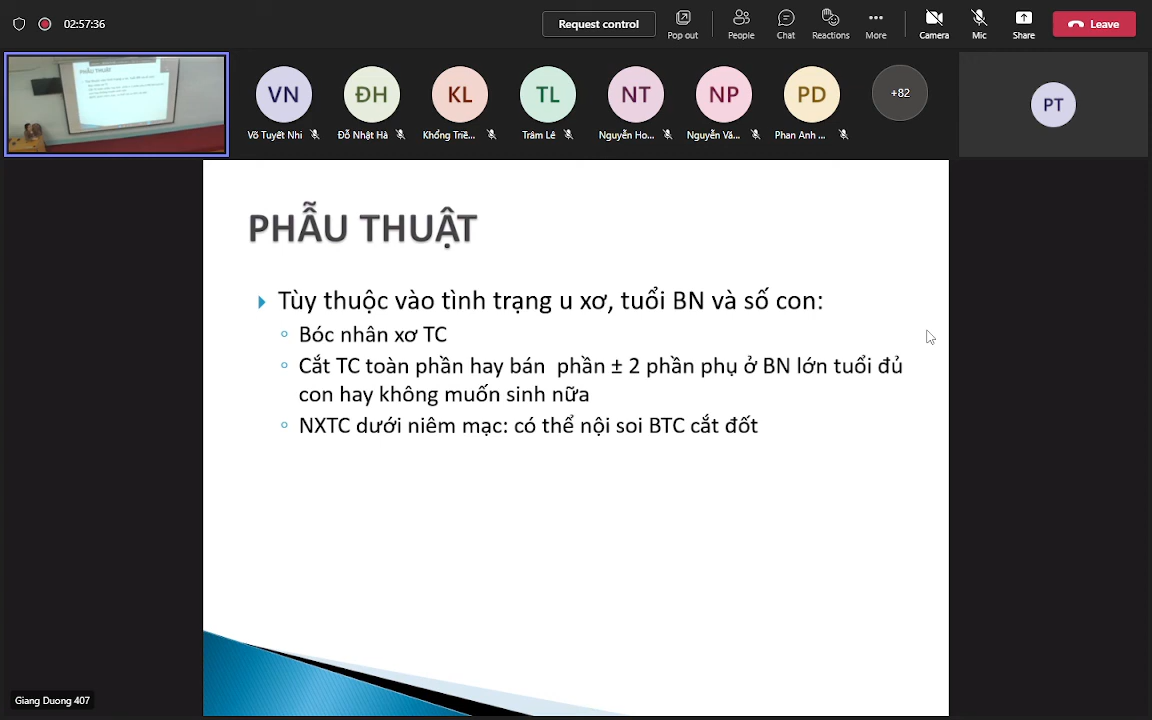 02:57:36
Request control
Pop out
People
Chat
Reactions
More
Camera
Mic
Share
Leave
PHẪU THUẬT
VN
ĐH
KL
TL
NT
NP
PD
+82
PT
Võ Tuyết Nhi
Đỗ Nhật Hà
Khổng Triề...
Trâm Lê
Nguyễn Ho...
Nguyễn Vă...
Phan Anh ...
PHẪU THUẬT
Tùy thuộc vào tình trạng u xơ, tuổi BN và số con:
Bóc nhân xơ TC
Cắt TC toàn phần hay bán phần ± 2 phần phụ ở BN lớn tuổi đủ
con hay không muốn sinh nữa
NXTC dưới niêm mạc: có thể nội soi BTC cắt đốt
Giang Duong 407